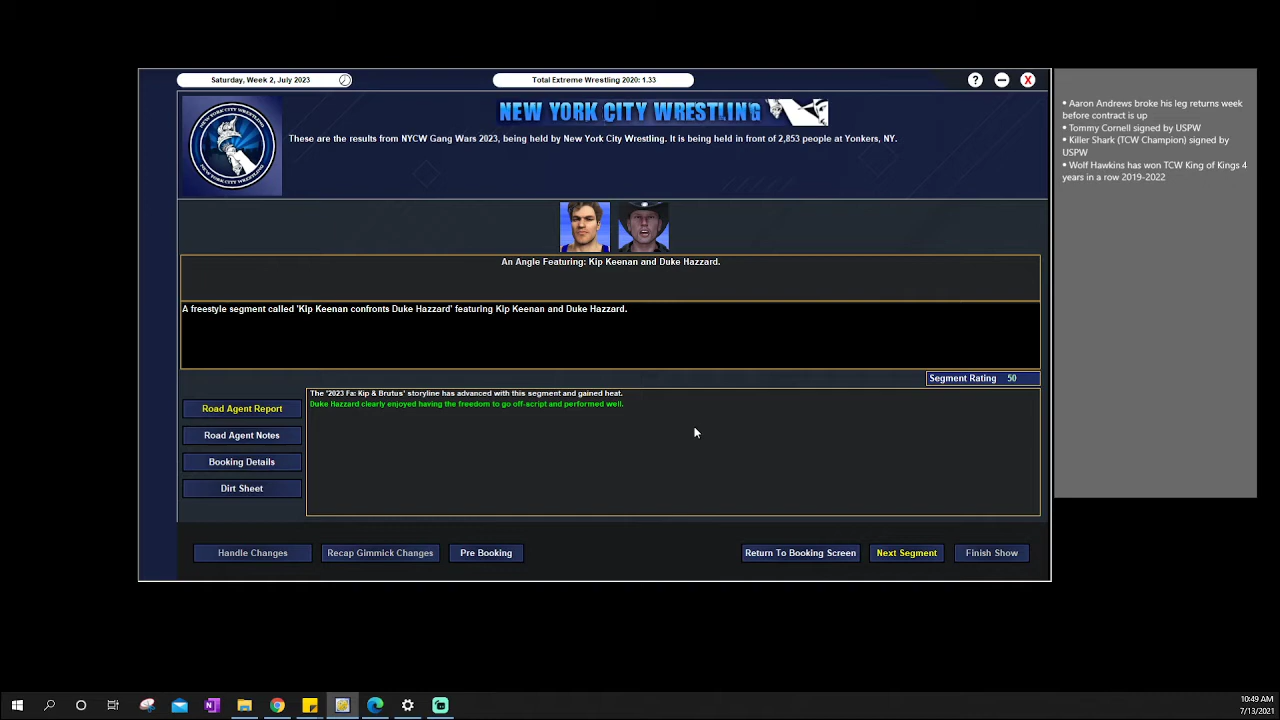 Saturday, Week 2, July 2023
Total Extreme Wrestling 2020: 1.33
?
X
NEW YORK CITY WRESTLING
NEW YORK CITY WRESTLING
NEW YORK CITY WRESTLING
These are the results from NYCW Gang Wars 2023, being held by New York City Wrestling. It is being held in front of 2,853 people at Yonkers, NY.
An Angle Featuring: Kip Keenan and Duke Hazzard.
A freestyle segment called 'Kip Keenan confronts Duke Hazzard' featuring Kip Keenan and Duke Hazzard.
Segment Rating 50
The '2023 Fa: Kip & Brutus' storyline has advanced with this segment and gained heat.
Duke Hazzard clearly enjoyed having the freedom to go off-script and performed well.
Road Agent Report
Road Agent Notes
Booking Details
Dirt Sheet
Handle Changes
Recap Gimmick Changes
Pre Booking
Return To Booking Screen
Next Segment
Finish Show
• Aaron Andrews broke his leg returns week
before contract is up
• Tommy Cornell signed by USPW
• Killer Shark (TCW Champion) signed by
USPW
• Wolf Hawkins has won TCW King of Kings 4
years in a row 2019-2022
10:49 AM
7/13/2021